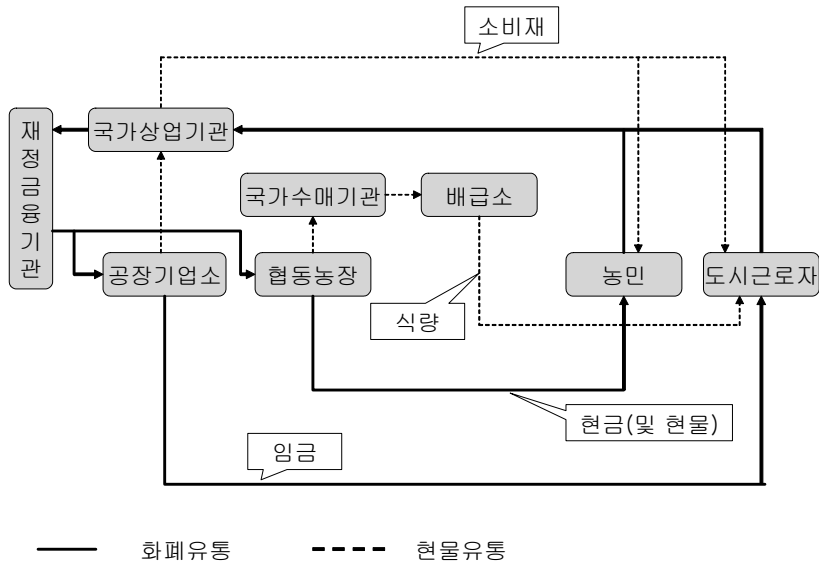 소비재
재정금융기관
국가상업기관
국가수매기관
배급소
공장기업소
협동농장
농민
도시근로자
식량
현금(및 현물)
임금
화폐유통
현물유통